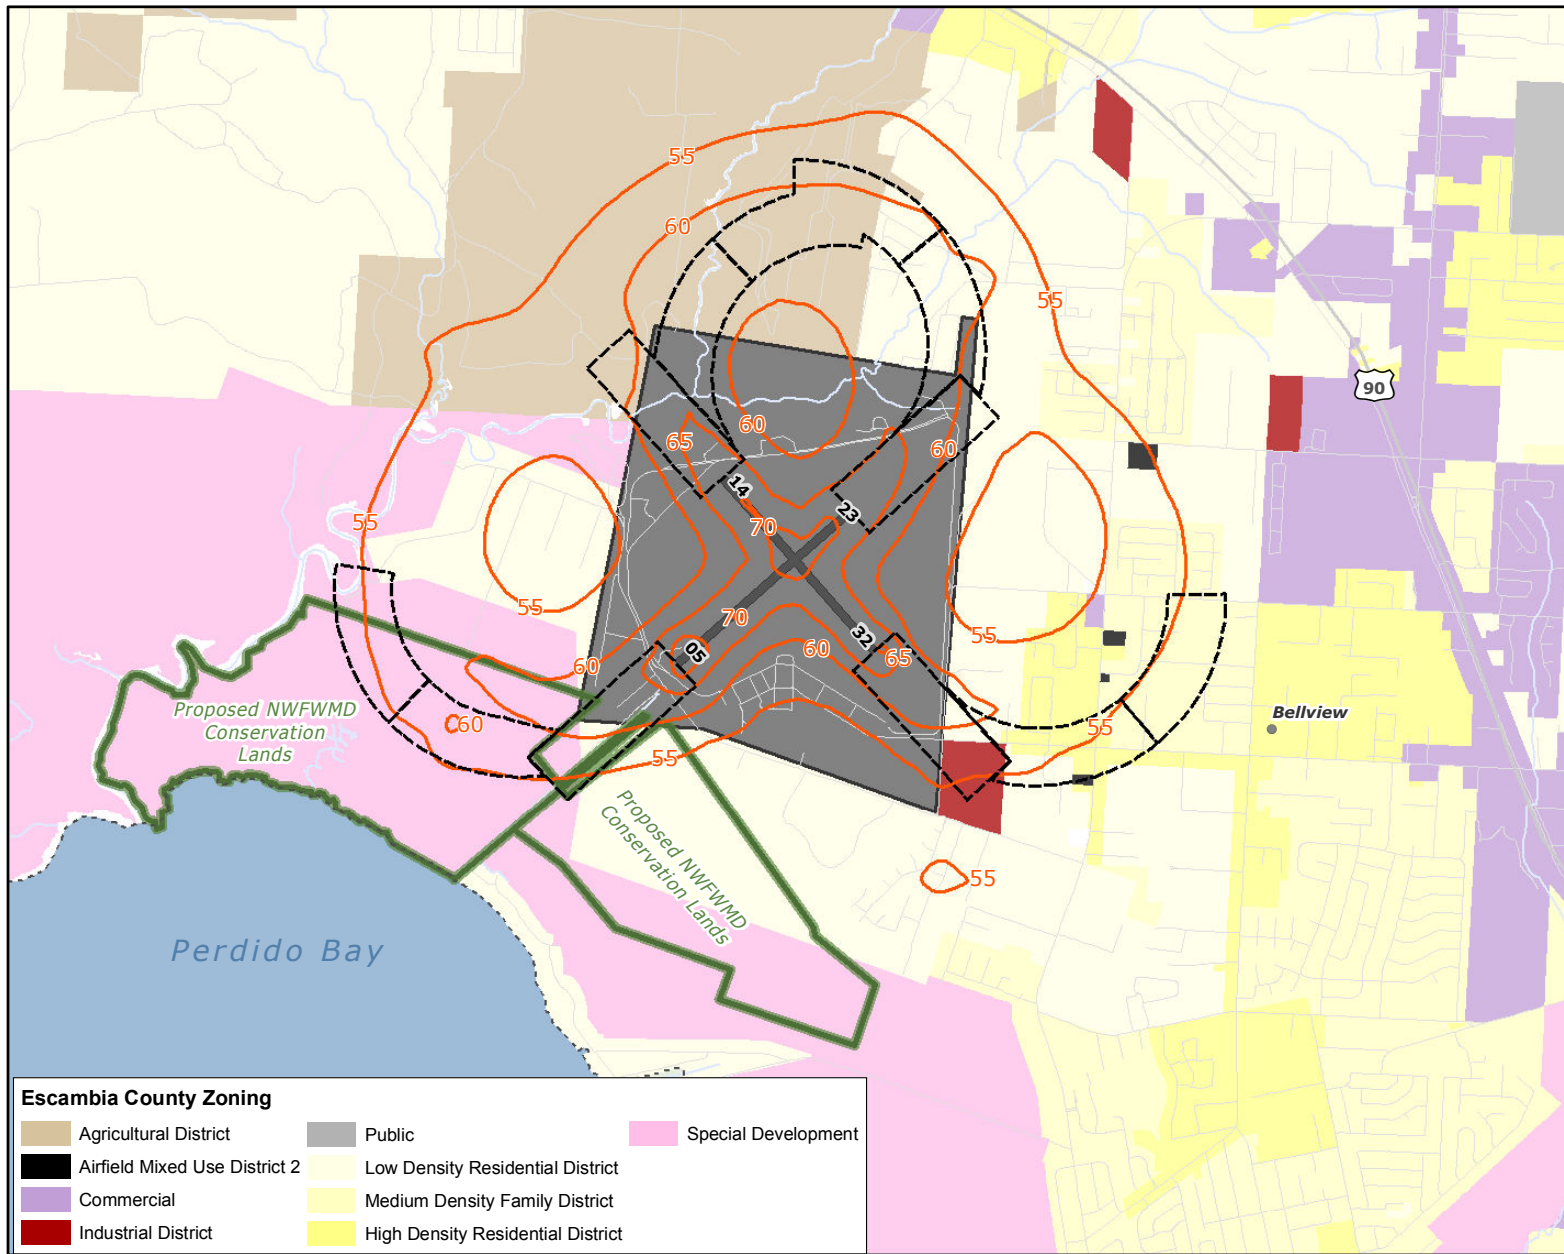 55
60
55
90
60
65
60
14
23
70
55
55
70
32
05
60
65
55
60
60
55
55
55
Bellview
Proposed NWFWMD
Conservation
Lands
Proposed NWFWMD
Conservation Lands
Perdido Bay
Escambia County Zoning
Agricultural District
Airfield Mixed Use District 2
Commercial
Industrial District
Public
Low Density Residential District
Medium Density Family District
High Density Residential District
Special Development